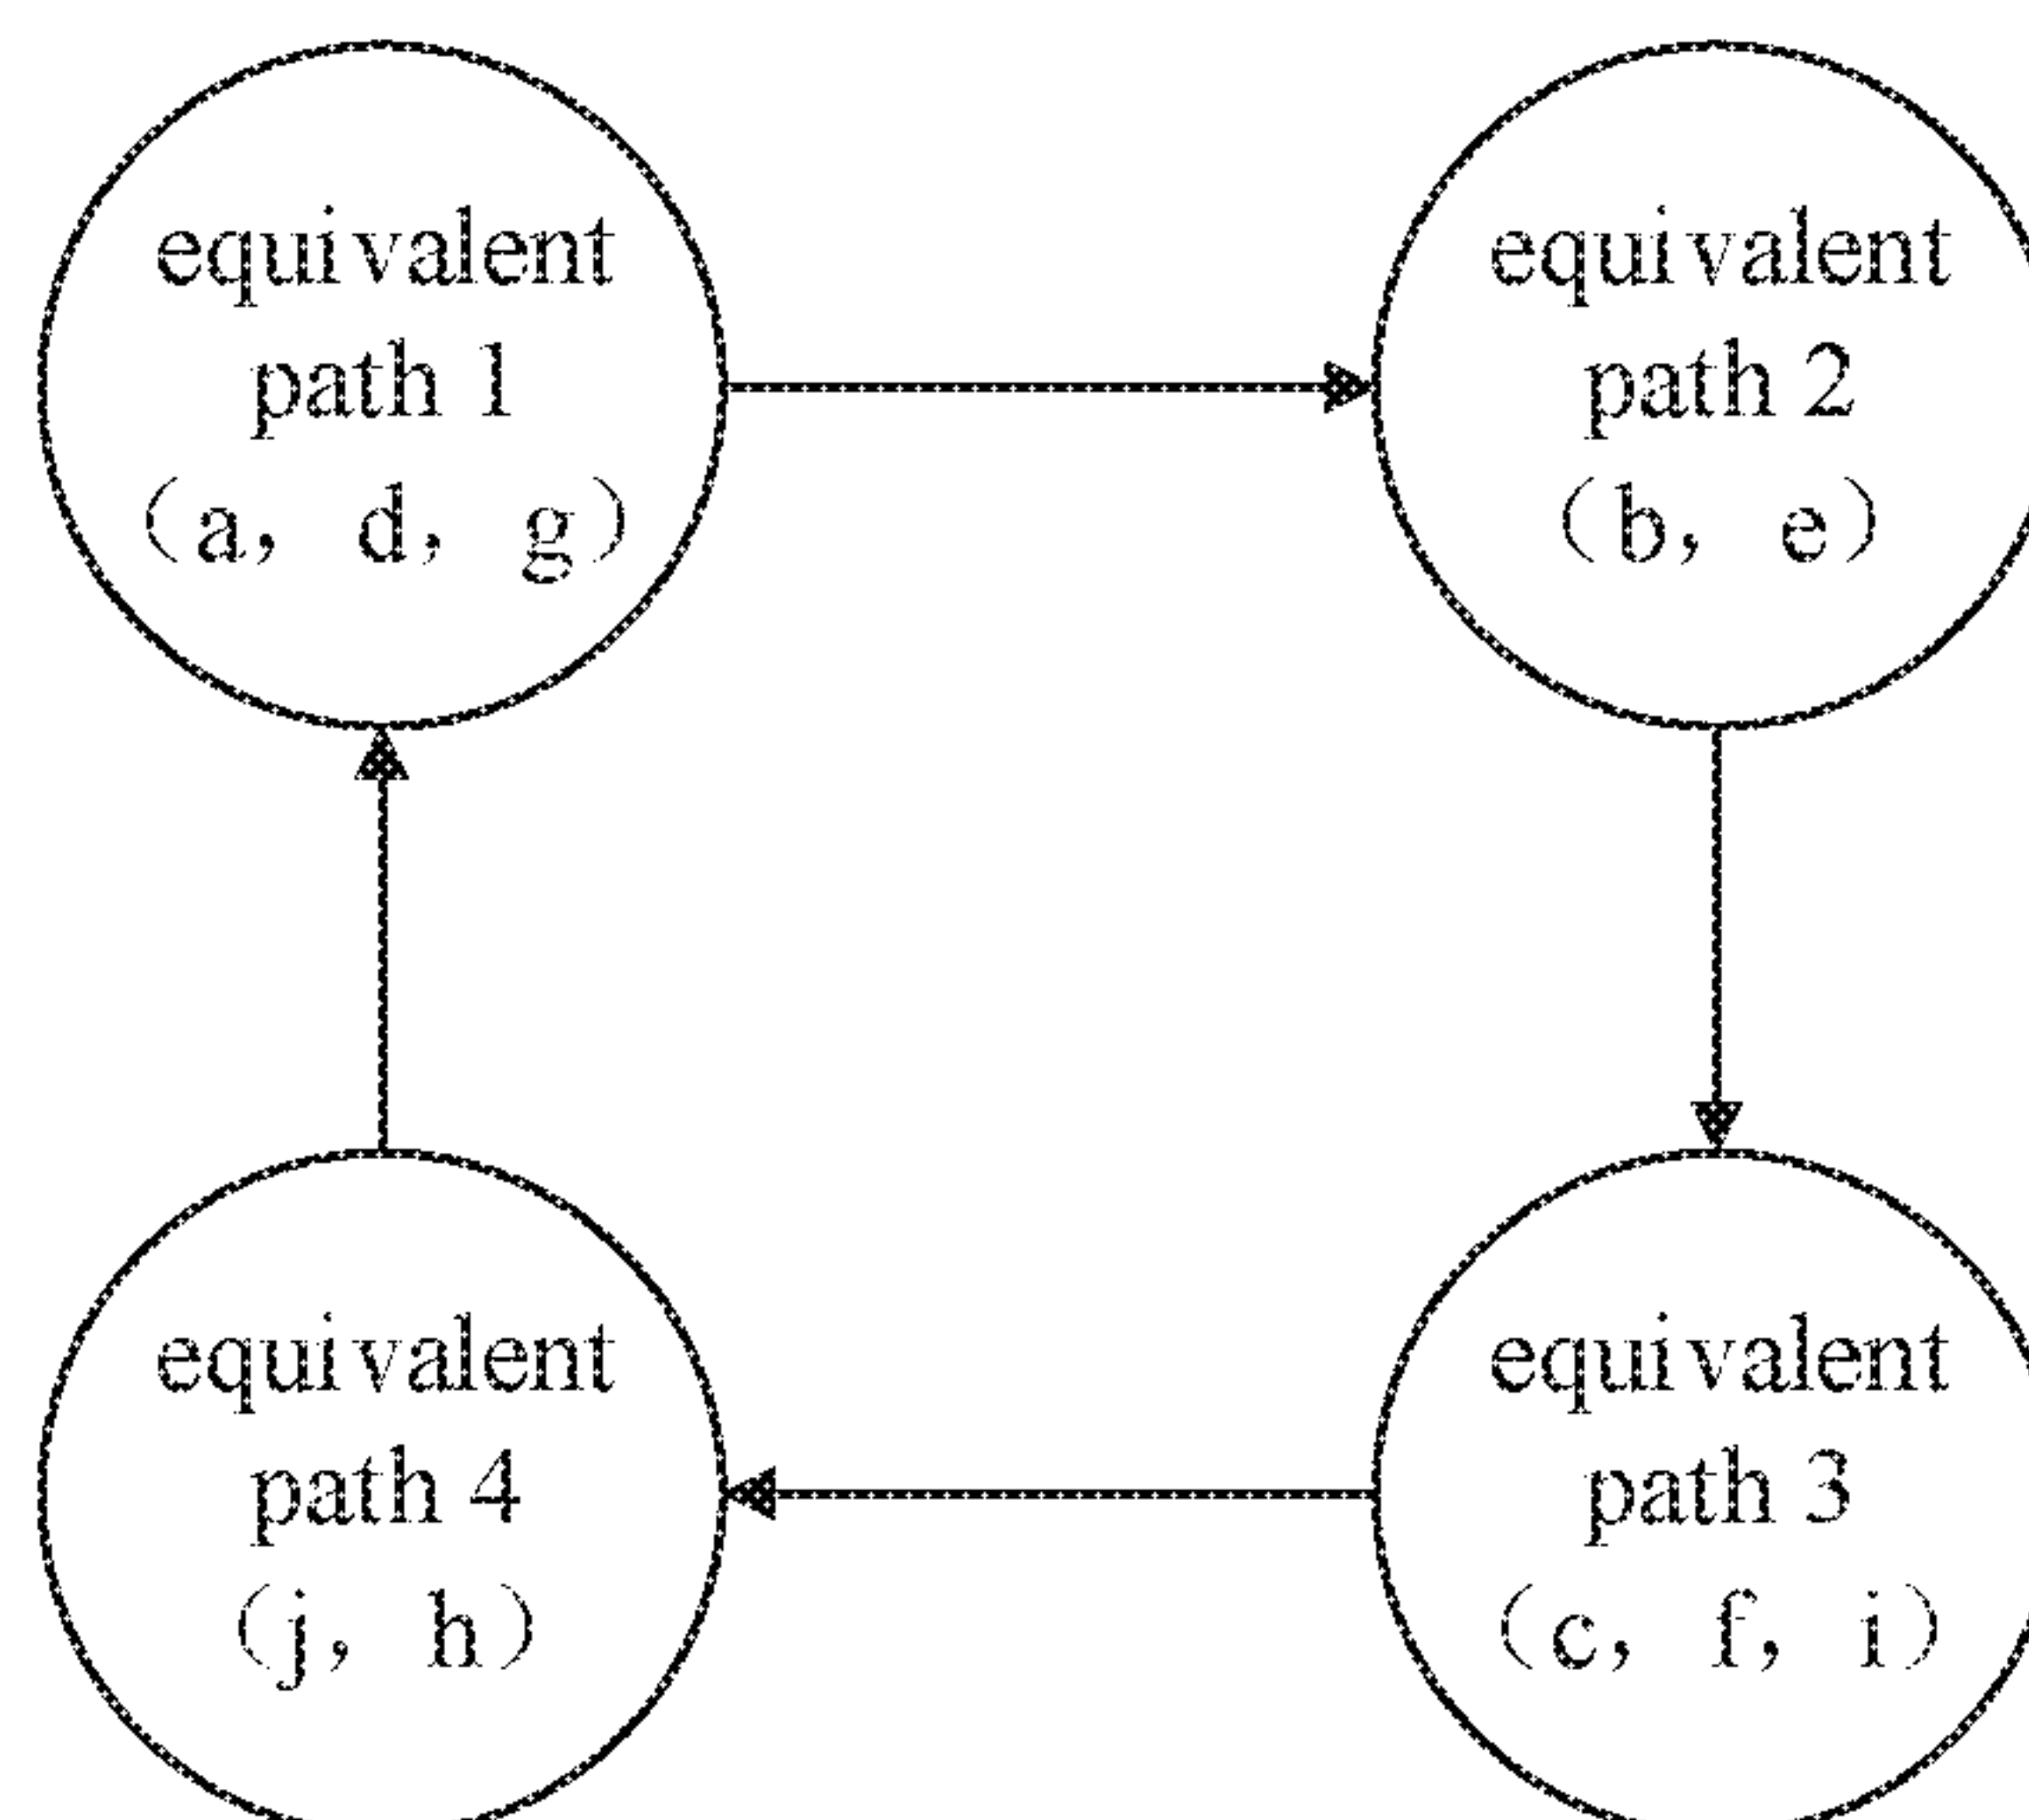 equivalent
path 1
（a， d， g）
equivalent
path 2
（b， e）
equivalent
path 4
（j， h）
equivalent
path 3
（c， f， i）